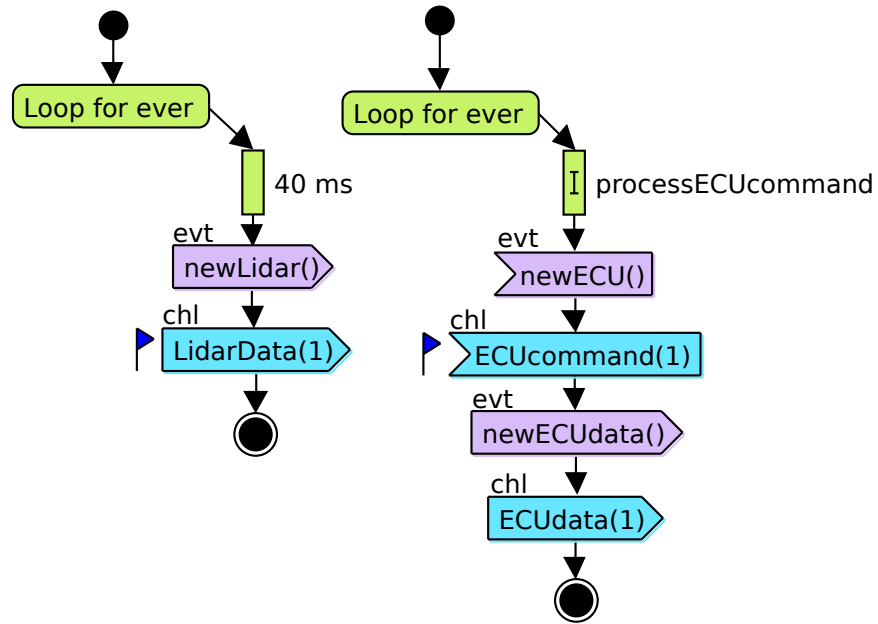 Loop for ever
40 ms
evt
newLidar()
chl
LidarData(1)
Loop for ever
I processECUcommand
evt
newECU()
chl
ECUcommand(1)
evt
newECUdata()
chl
ECUdata(1)